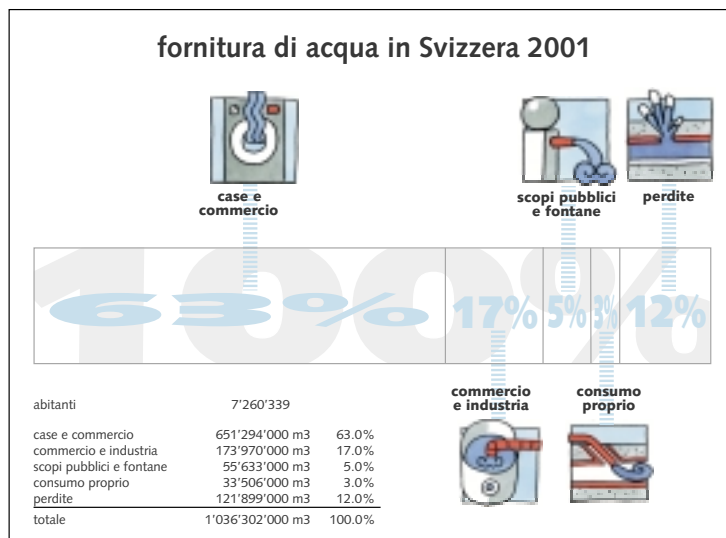 fornitura di acqua in Svizzera 2001
case e
commercio
scopi pubblici
e fontane
perdite
100%
63%
17%
5%
3%
12%
commercio
e industria
consumo
proprio
abitanti 7'260'339
case e commercio 651'294'000 m3 63.0%
commercio e industria 173'970'000 m3 17.0%
scopi pubblici e fontane 55'633'000 m3 5.0%
consumo proprio 33'506'000 m3 3.0%
perdite 121'899'000 m3 12.0%
totale 1'036'302'000 m3 100.0%